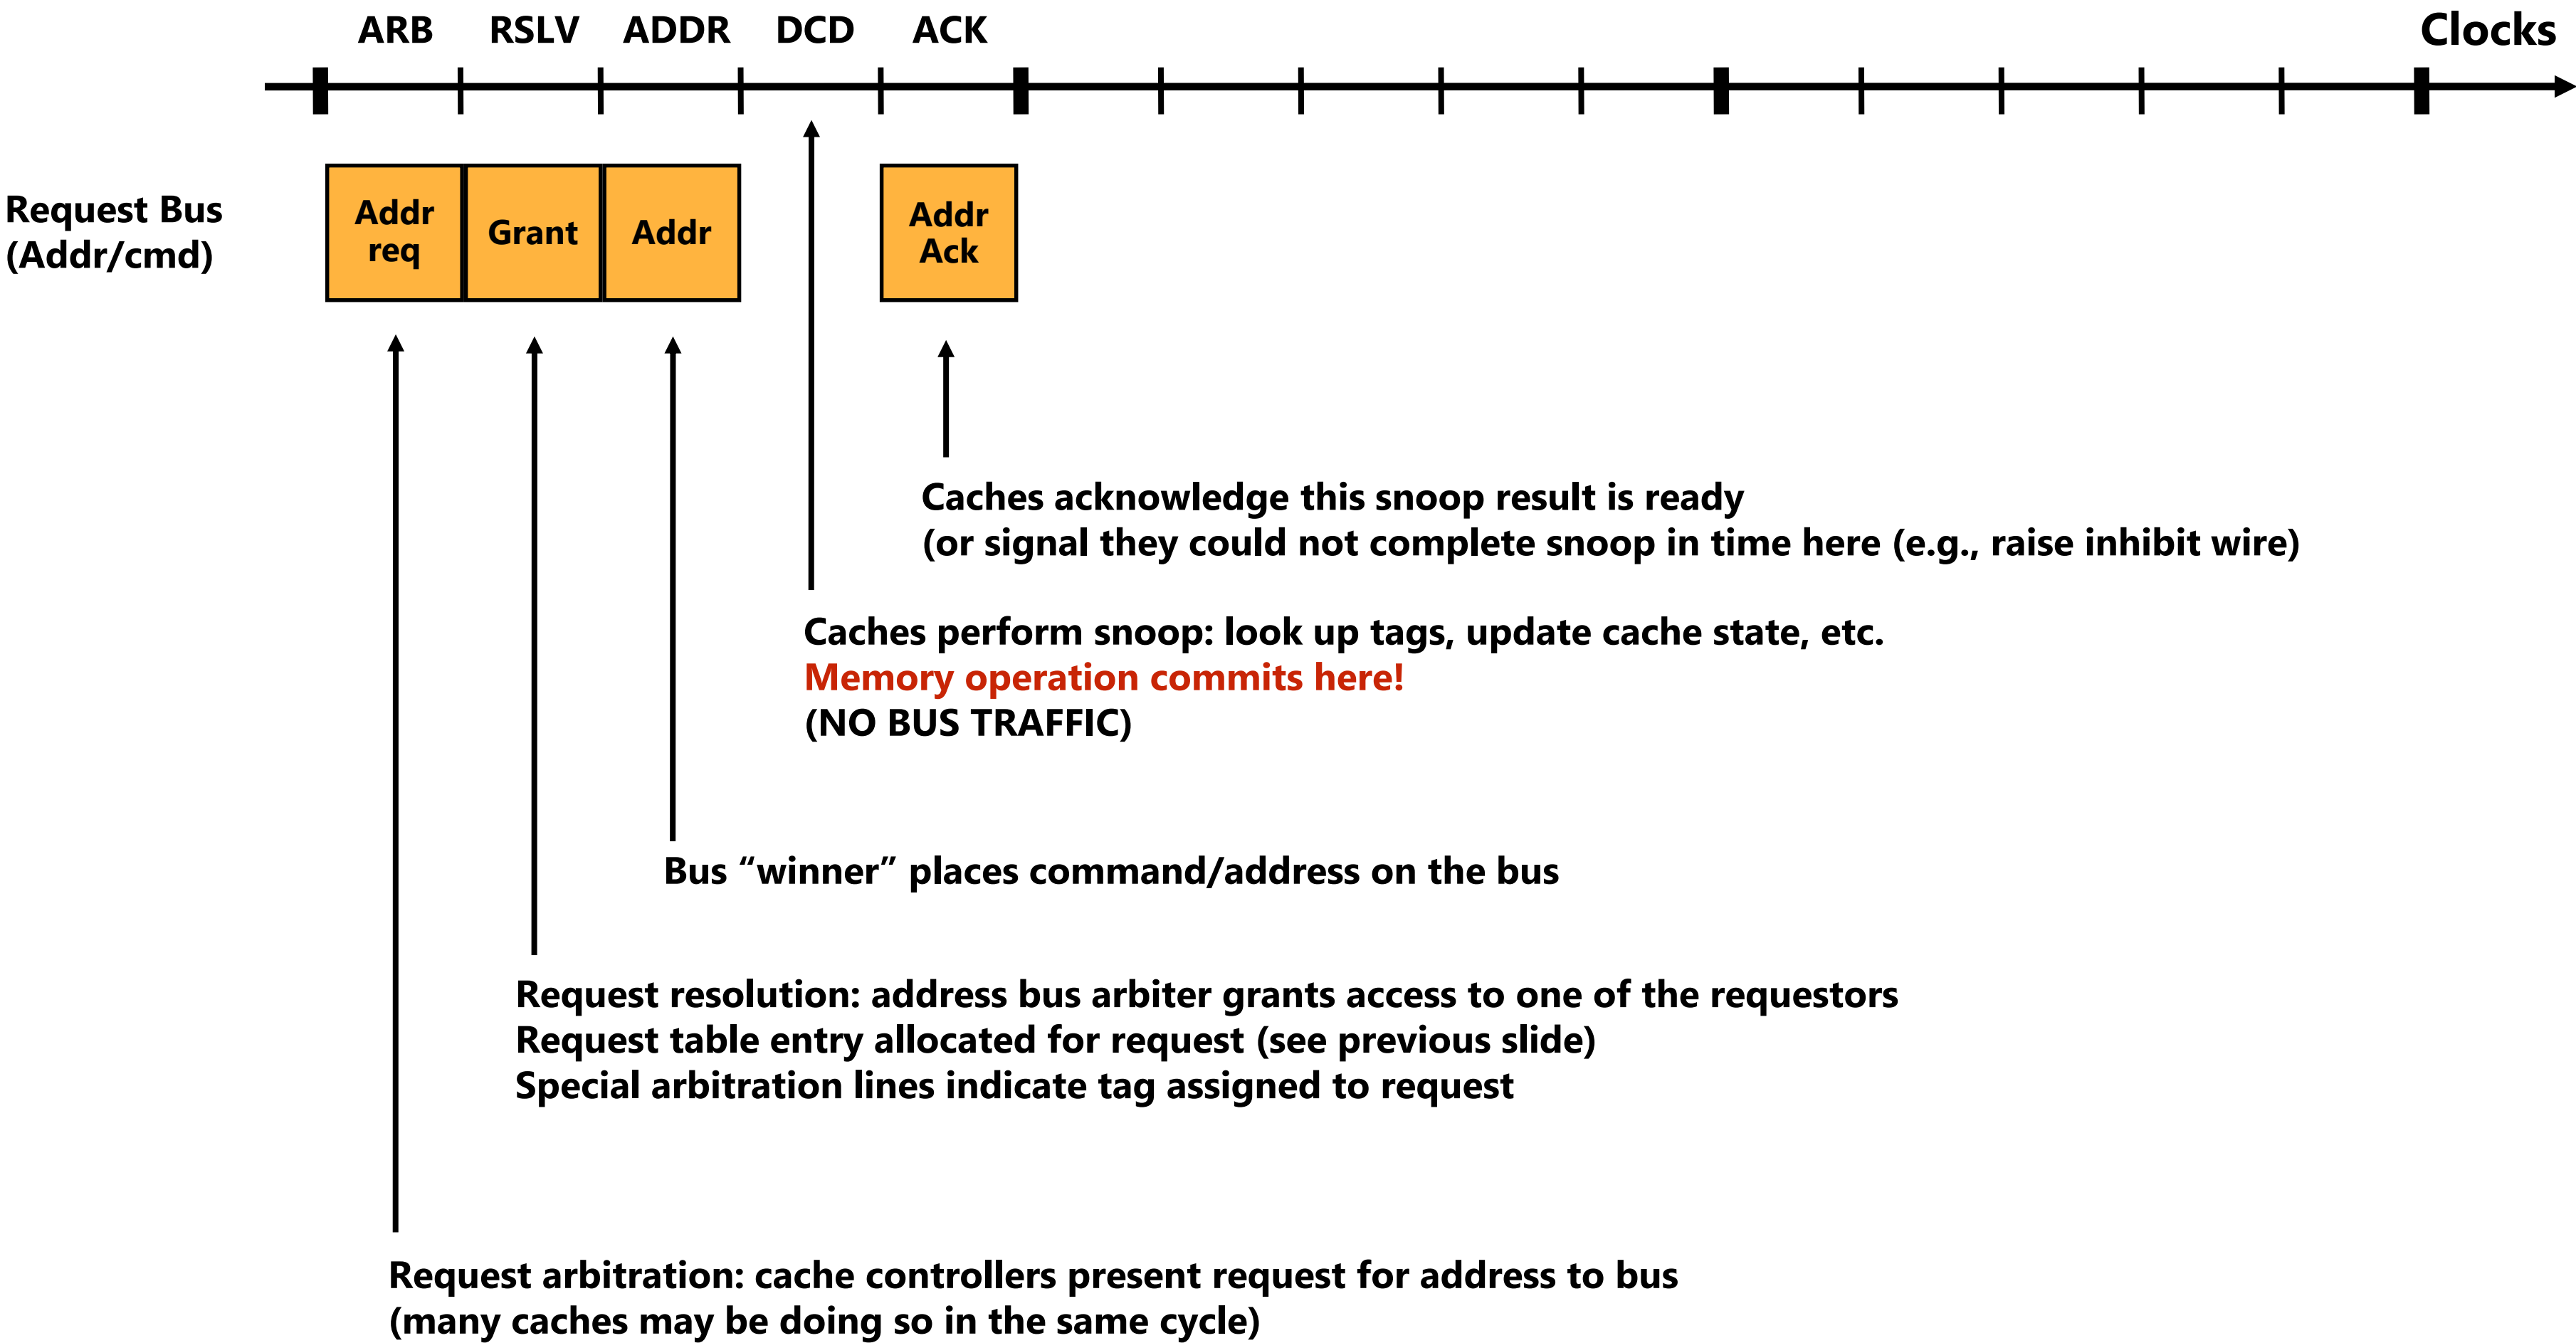 ARB RSLV ADDR DCD ACK Clocks
Request Bus
(Addr/cmd)
Addr
req
Grant
Addr
Addr
Ack
Caches acknowledge this snoop result is ready
(or signal they could not complete snoop in time here (e.g., raise inhibit wire)
Caches perform snoop: look up tags, update cache state, etc.
Memory operation commits here!
(NO BUS TRAFFIC)
Bus “winner” places command/address on the bus
Request resolution: address bus arbiter grants access to one of the requestors
Request table entry allocated for request (see previous slide)
Special arbitration lines indicate tag assigned to request
Request arbitration: cache controllers present request for address to bus
(many caches may be doing so in the same cycle)